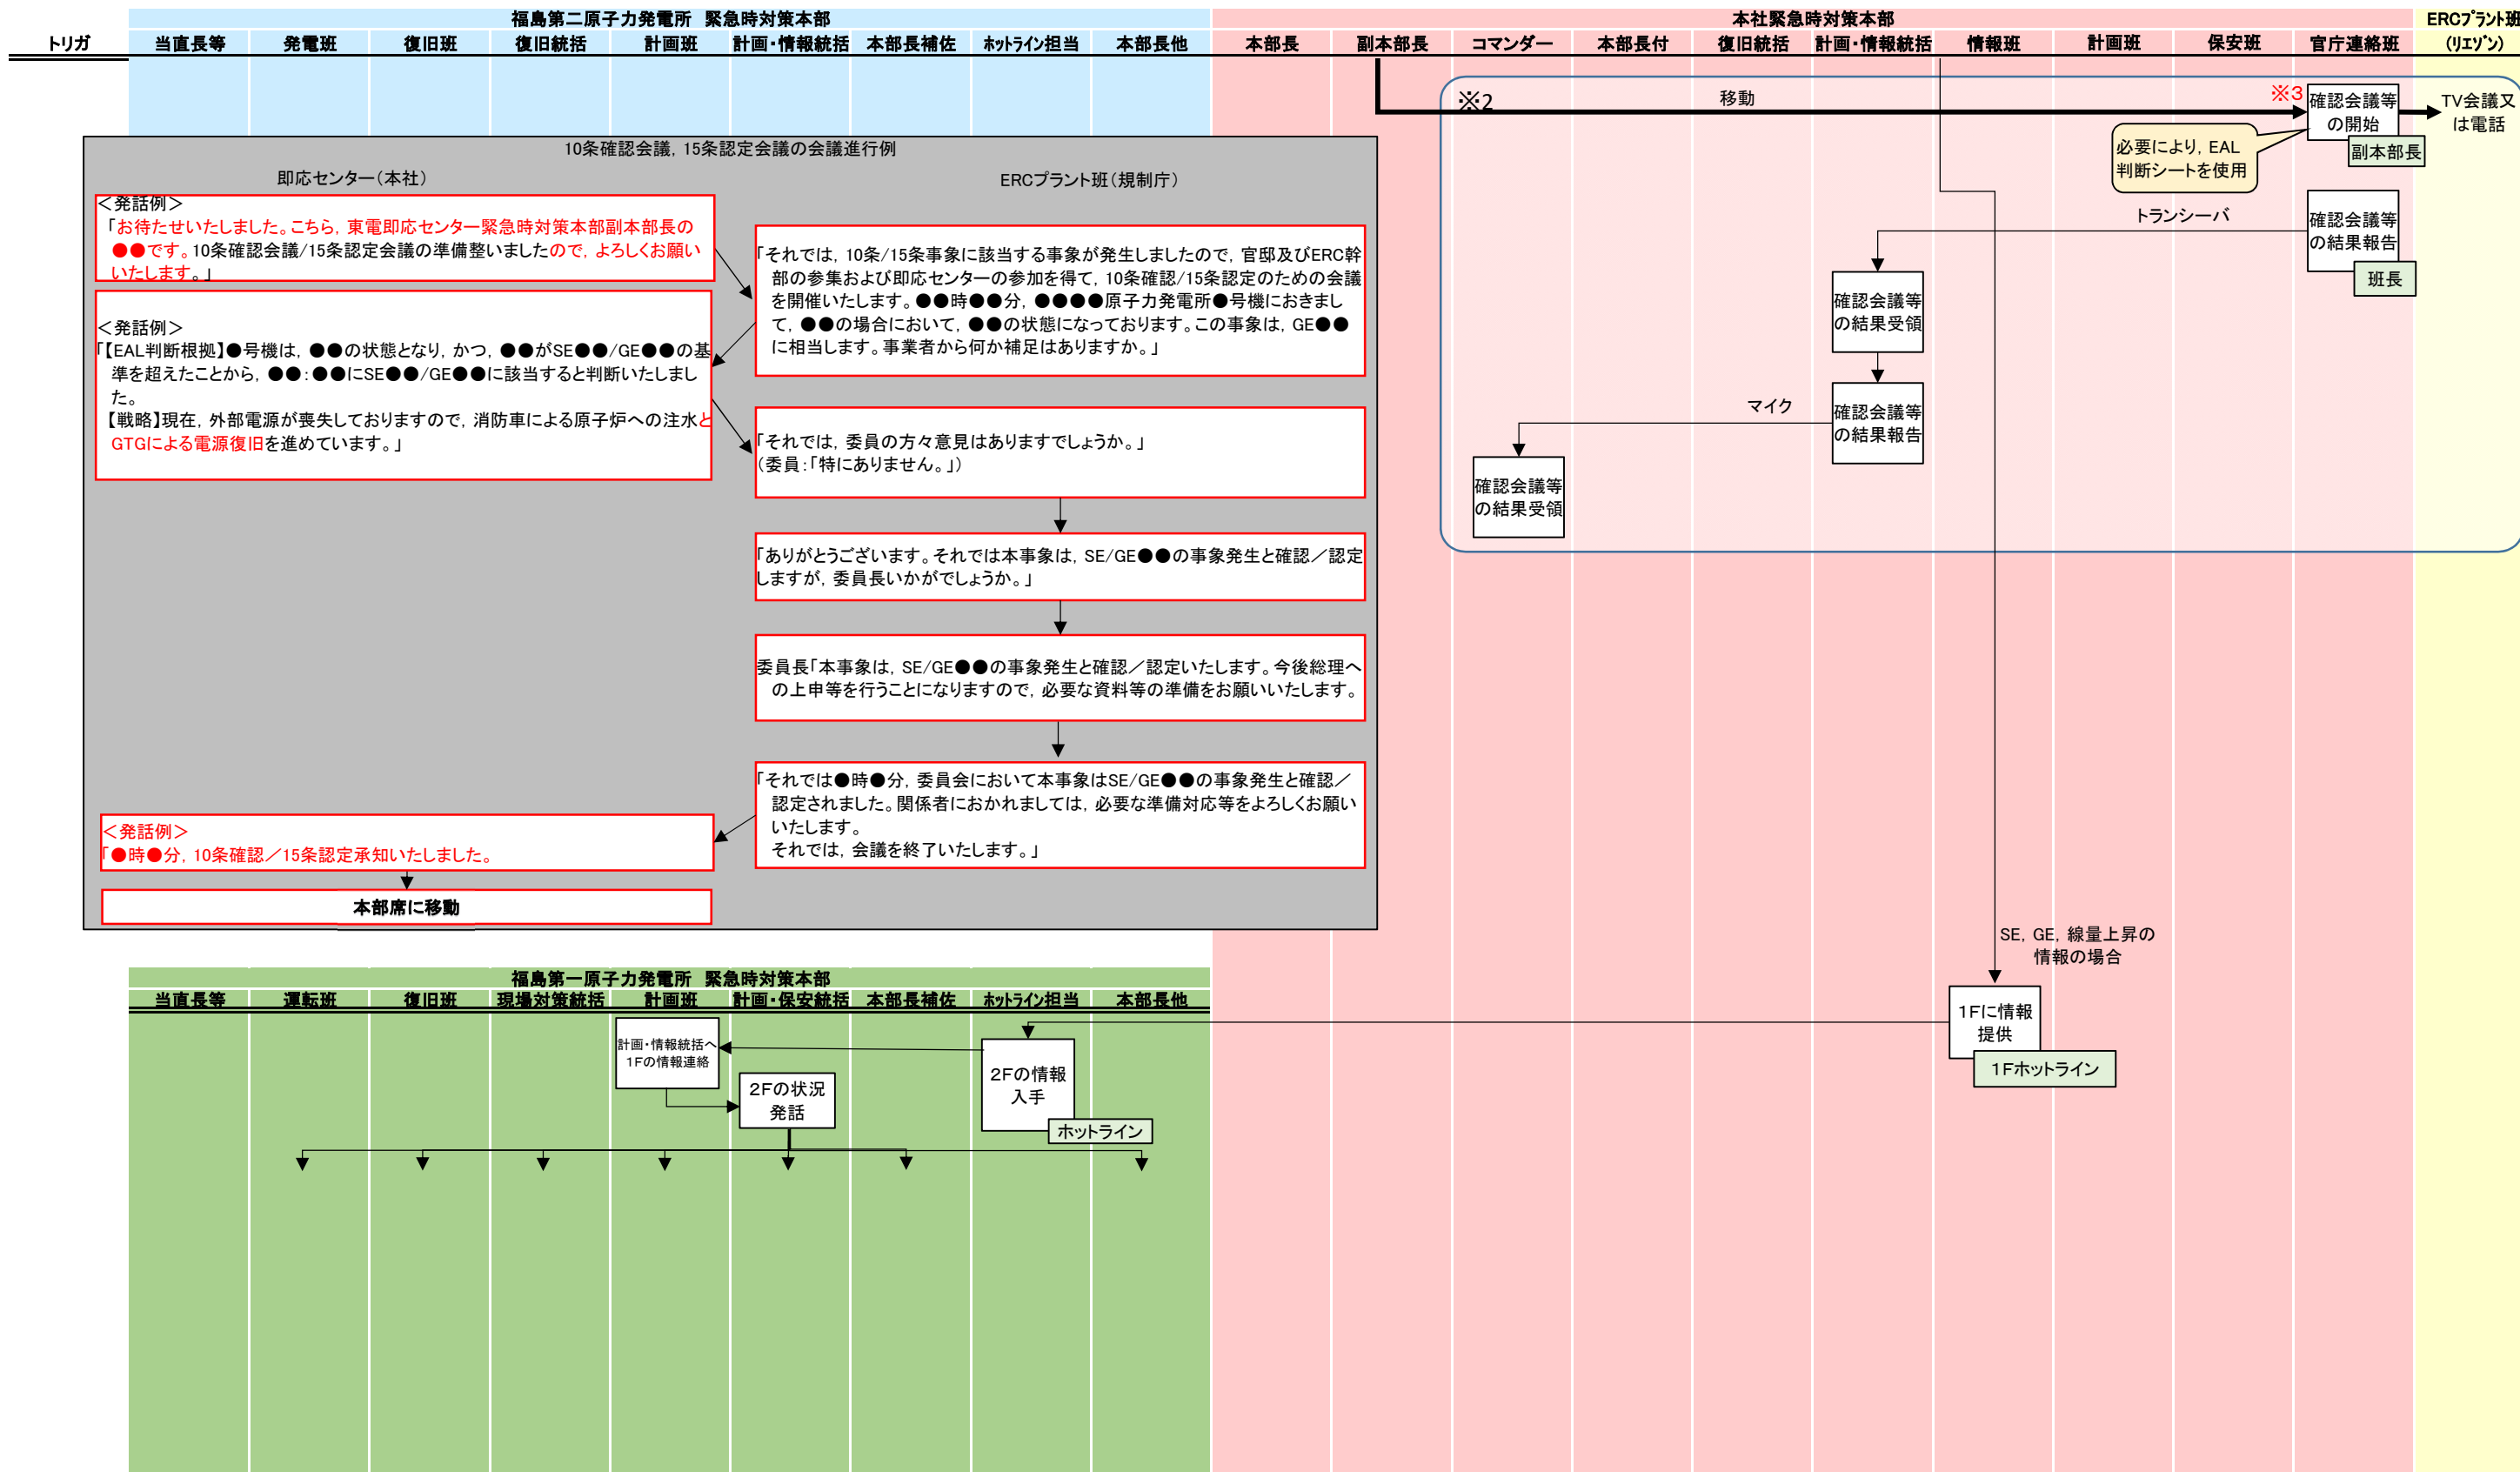 福島第二原子力発電所　緊急時対策本部
本社緊急時対策本部
ERCプラント班
(リエゾン)
トリガ
当直長等
発電班
復旧班
復旧統括
計画班
計画・情報統括
本部長補佐
ホットライン担当
本部長他
本部長
副本部長
コマンダー
本部長付
復旧統括
計画・情報統括
情報班
計画班
保安班
官庁連絡班
※2
移動
※3
確認会議等
の開始
副本部長
TV会議又
は電話
必要により，EAL
判断シートを使用
トランシーバ
確認会議等
の結果報告
班長
確認会議等
の結果受領
確認会議等
の結果報告
マイク
確認会議等
の結果受領
10条確認会議，15条認定会議の会議進行例
即応センター（本社）
ERCプラント班（規制庁）
＜発話例＞
「お待たせいたしました。こちら，東電即応センター緊急時対策本部副本部長の
●●です。10条確認会議/15条認定会議の準備整いましたので，よろしくお願い
いたします。」
「それでは，10条/15条事象に該当する事象が発生しましたので，官邸及びERC幹
部の参集および即応センターの参加を得て，10条確認/15条認定のための会議
を開催いたします。●●時●●分，●●●●原子力発電所●号機におきまし
て，●●の場合において，●●の状態になっております。この事象は，GE●●
に相当します。事業者から何か補足はありますか。」
＜発話例＞
「【EAL判断根拠】●号機は，●●の状態となり，かつ，●●がSE●●/GE●●の基
準を超えたことから，●●：●●にSE●●/GE●●に該当すると判断いたしまし
た。
【戦略】現在，外部電源が喪失しておりますので，消防車による原子炉への注水と
GTGによる電源復旧を進めています。」
「それでは，委員の方々意見はありますでしょうか。」
（委員：「特にありません。」）
「ありがとうございます。それでは本事象は，SE/GE●●の事象発生と確認／認定
しますが，委員長いかがでしょうか。」
委員長「本事象は，SE/GE●●の事象発生と確認／認定いたします。今後総理へ
の上申等を行うことになりますので，必要な資料等の準備をお願いいたします。
「それでは●時●分，委員会において本事象はSE/GE●●の事象発生と確認／
認定されました。関係者におかれましては，必要な準備対応等をよろしくお願い
いたします。
それでは，会議を終了いたします。」
＜発話例＞
「●時●分，10条確認／15条認定承知いたしました。
本部席に移動
SE，GE，線量上昇の
情報の場合
1Fに情報
提供
1Fホットライン
福島第一原子力発電所　緊急時対策本部
当直長等
運転班
復旧班
現場対策統括
計画班
計画・保安統括
本部長補佐
ホットライン担当
本部長他
計画・情報統括へ
1Fの情報連絡
2Fの状況
発話
2Fの情報
入手
ホットライン